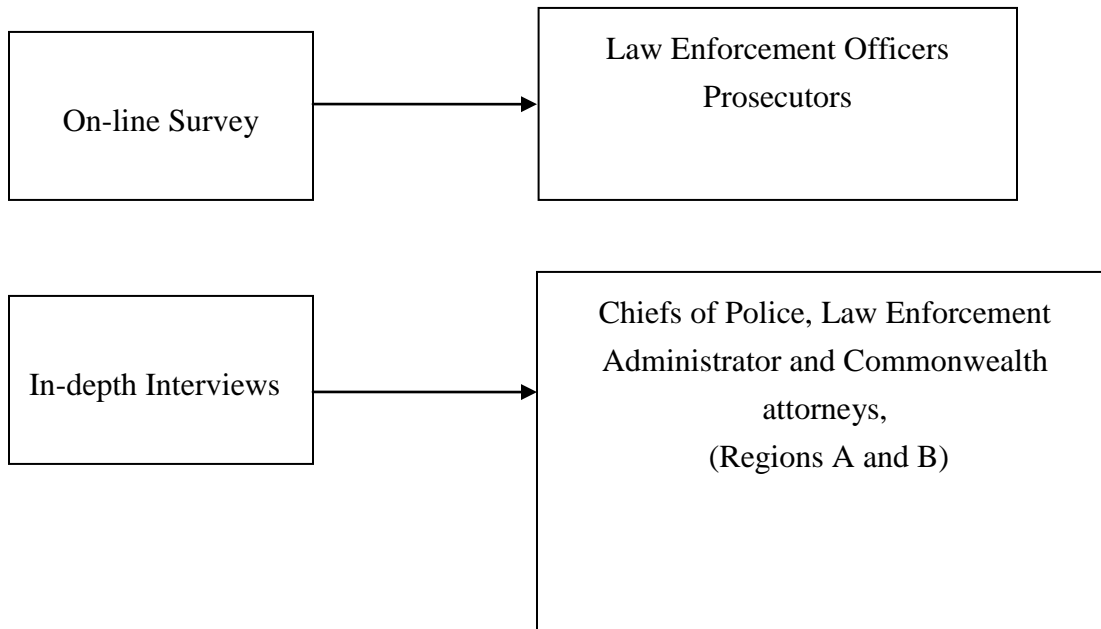 On-line Survey
Law Enforcement Officers
Prosecutors
In-depth Interviews
Chiefs of Police, Law Enforcement
Administrator and Commonwealth
attorneys,
(Regions A and B)